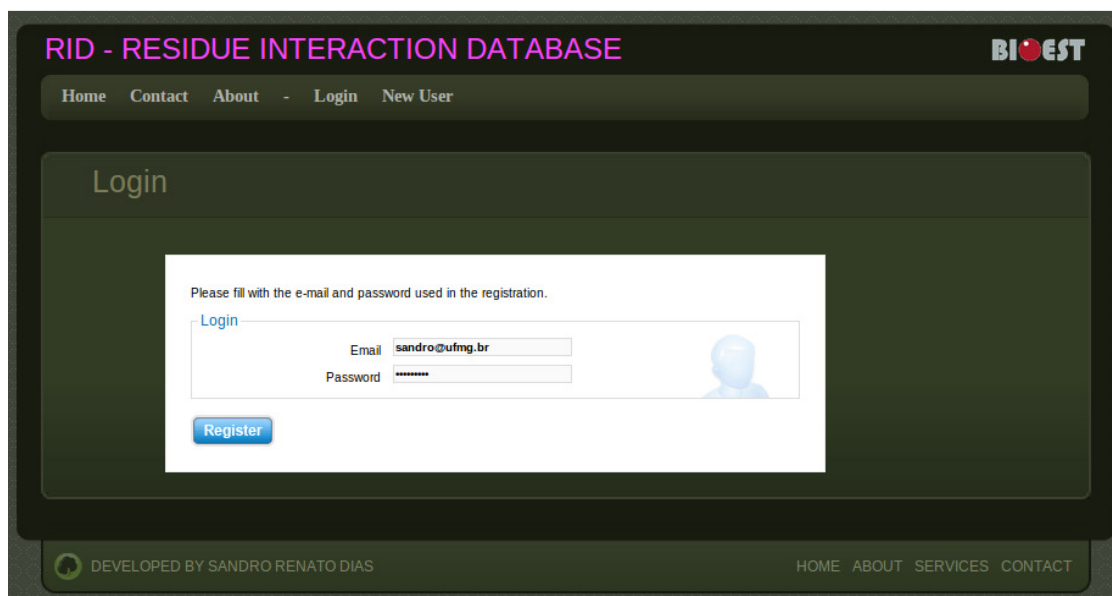 RID - RESIDUE INTERACTION DATABASE
BIOEST
Home Contact About - Login New User
Login
Please fill with the e-mail and password used in the registration.
Login
Email sandro@ufmg.br
Password •••••••••
Register
DEVELOPED BY SANDRO RENATO DIAS
HOME ABOUT SERVICES CONTACT